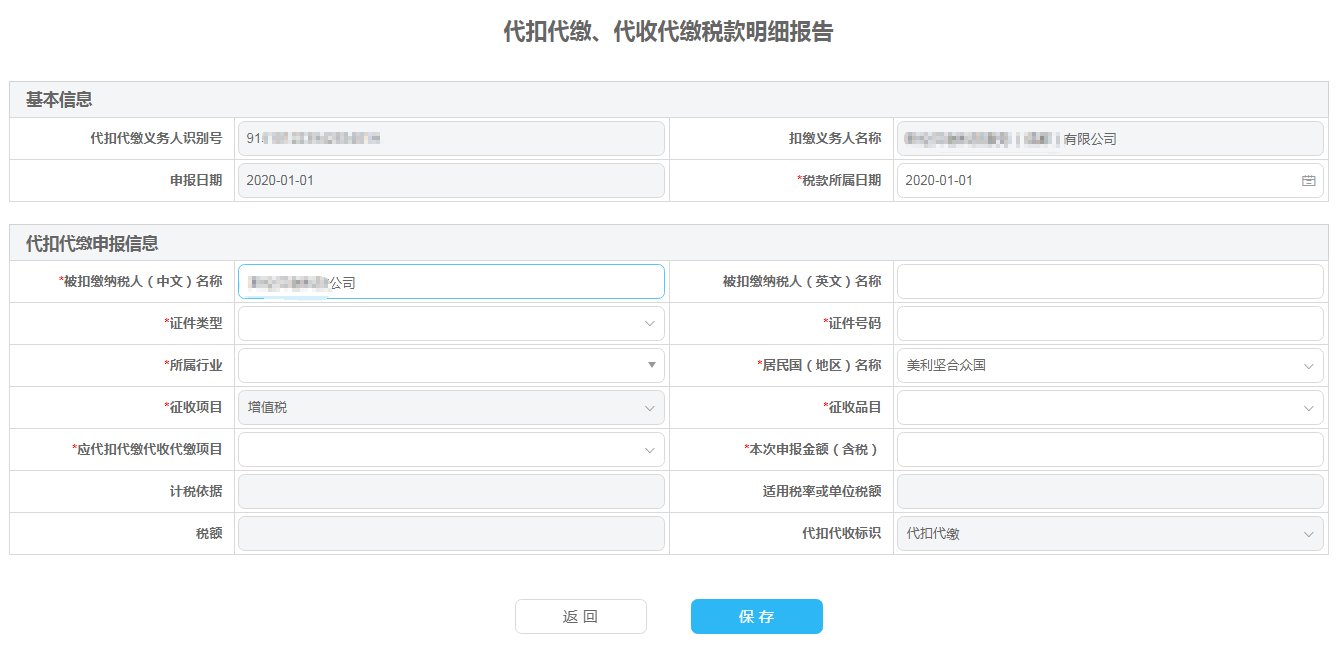 代扣代缴、代收代缴税款明细报告
基本信息
代扣代缴义务人识别号 91 扣缴义务人名称 有限公司
申报日期 2020-01-01 *税款所属日期 2020-01-01
代扣代缴申报信息
*被扣缴纳税人（中文）名称 公司 被扣缴纳税人（英文）名称
*证件类型 *证件号码
*所属行业 *居民国（地区）名称 美利坚合众国
*征收项目 增值税 *征收品目
*应代扣代缴代收代缴项目 *本次申报金额（含税）
计税依据 适用税率或单位税额
税额 代扣代收标识 代扣代缴
返 回 保 存